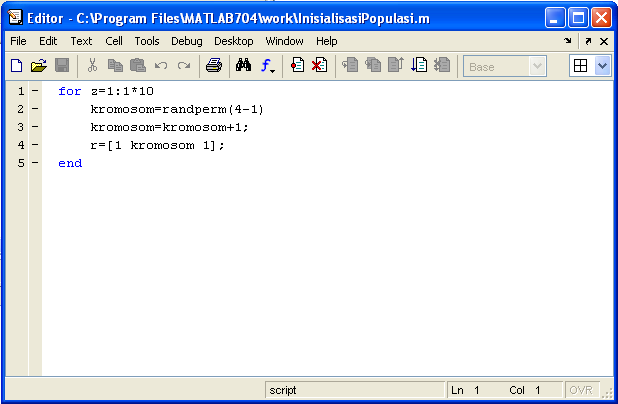 Editor - C:\Program Files\MATLAB704\work\InisialisasiPopulasi.m
File Edit Text Cell Tools Debug Desktop Window Help
Base
1 - for z=1:1*10
2 - kromosom=randperm(4-1)
3 - kromosom=kromosom+1;
4 - r=[1 kromosom 1];
5 - end
script Ln 1 Col 1 OVR